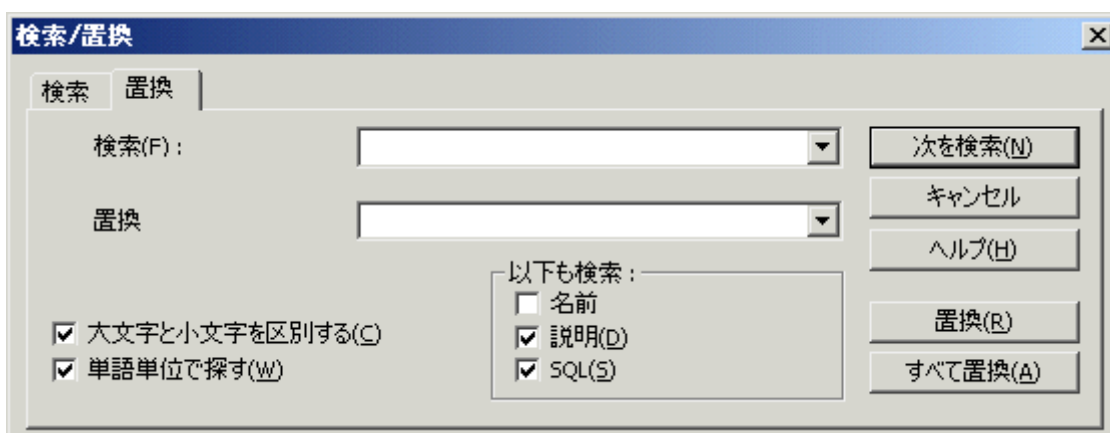 検索/置換
検索 置換
検索(F) :
次を検索(N)
キャンセル
置換
ヘルプ(H)
以下も検索 :
名前
大文字と小文字を区別する(C)
説明(D)
置換(R)
単語単位で探す(W)
SQL(S)
すべて置換(A)